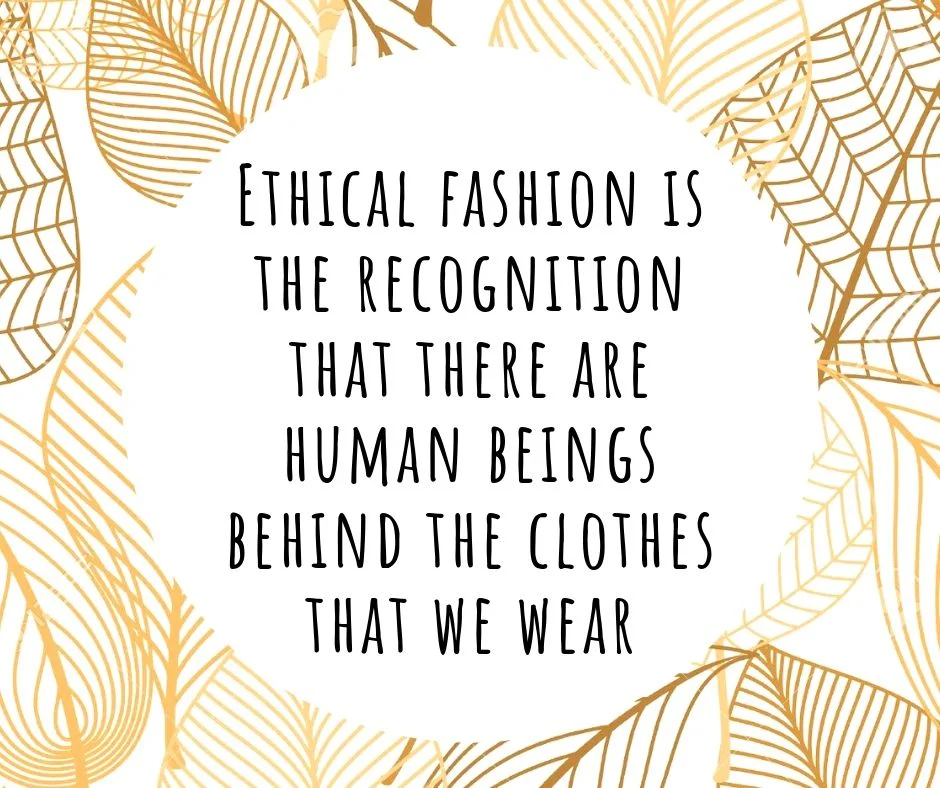 Ethical fashion is
the recognition
that there are
human beings
behind the clothes
that we wear